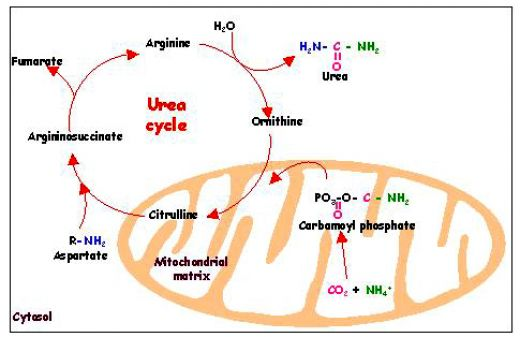 H₂O
Arginine
H₂N - C - NH₂
O
Urea
Fumarate
Urea
cycle
Ornithine
Argininosuccinate
PO₃-O- C - NH₂
O
Carbamoyl phosphate
Citrulline
R-NH₂
Aspartate
Mitochondrial
matrix
CO₂ + NH₄⁺
Cytosol